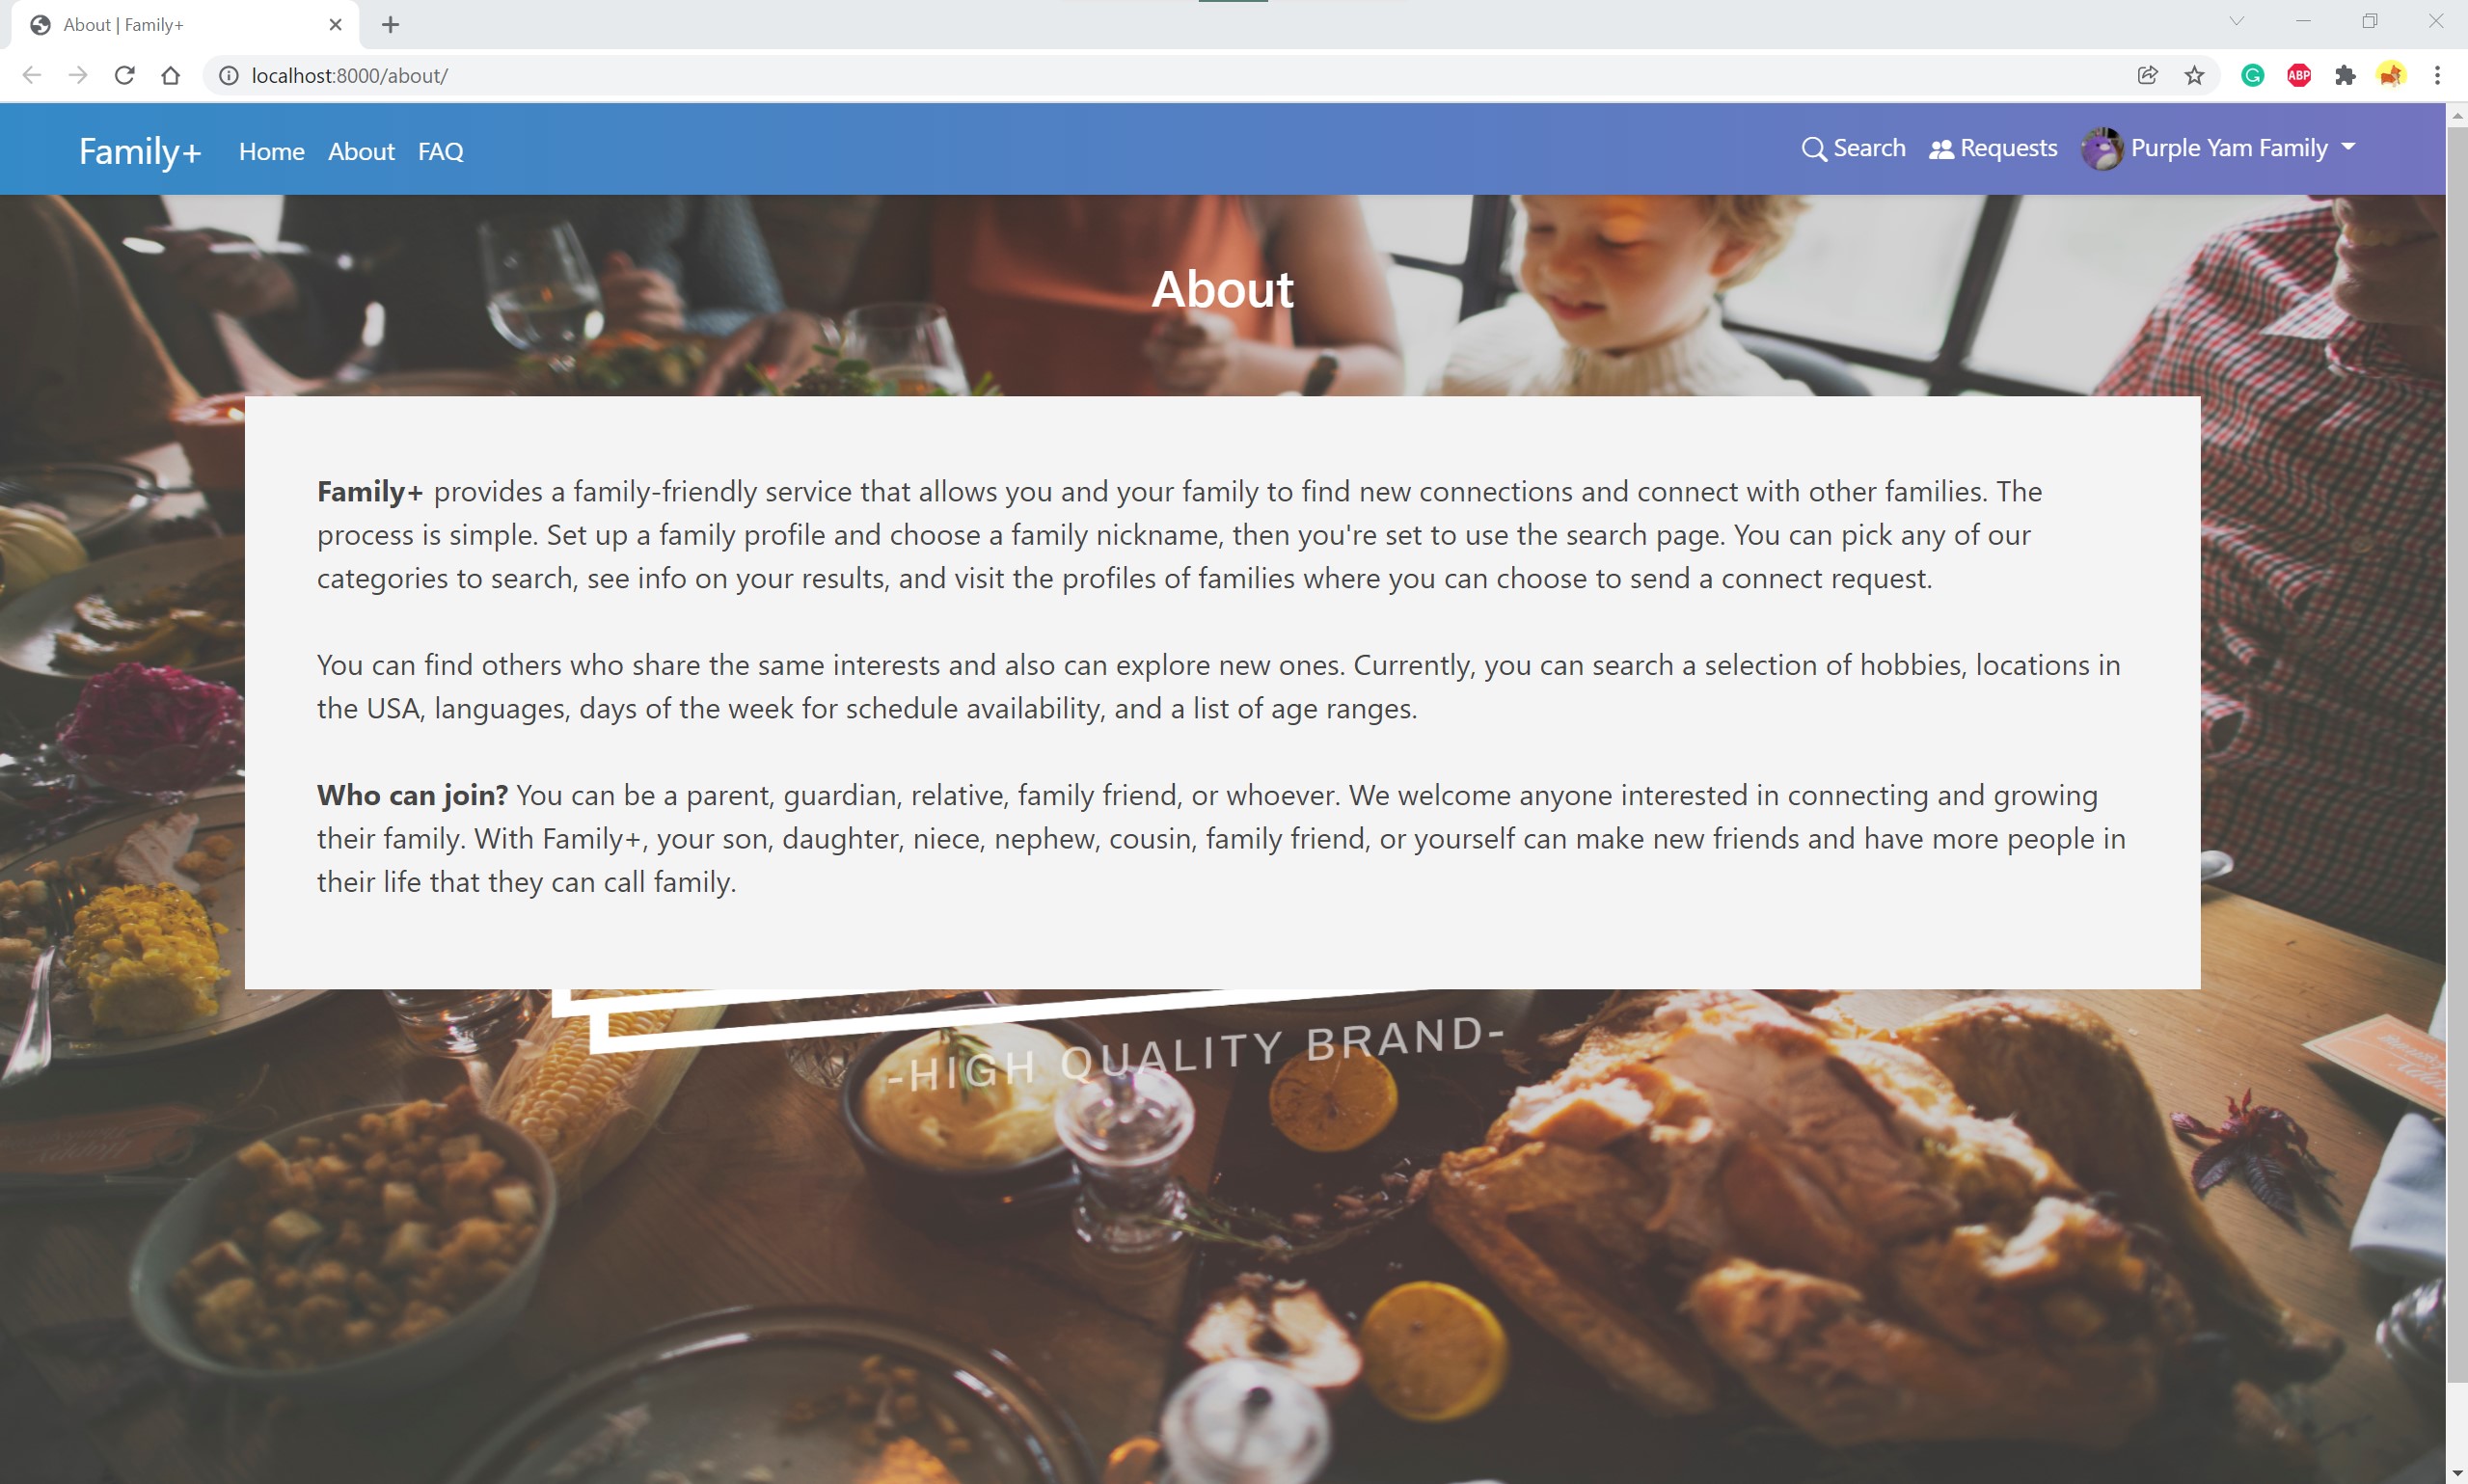 About | Family+
localhost:8000/about/
ABP
Family+ Home About FAQ Search Requests Purple Yam Family
About
Family+ provides a family-friendly service that allows you and your family to find new connections and connect with other families. The
process is simple. Set up a family profile and choose a family nickname, then you're set to use the search page. You can pick any of our
categories to search, see info on your results, and visit the profiles of families where you can choose to send a connect request.
You can find others who share the same interests and also can explore new ones. Currently, you can search a selection of hobbies, locations in
the USA, languages, days of the week for schedule availability, and a list of age ranges.
Who can join? You can be a parent, guardian, relative, family friend, or whoever. We welcome anyone interested in connecting and growing
their family. With Family+, your son, daughter, niece, nephew, cousin, family friend, or yourself can make new friends and have more people in
their life that they can call family.
-HIGH QUALITY BRAND-
Happy